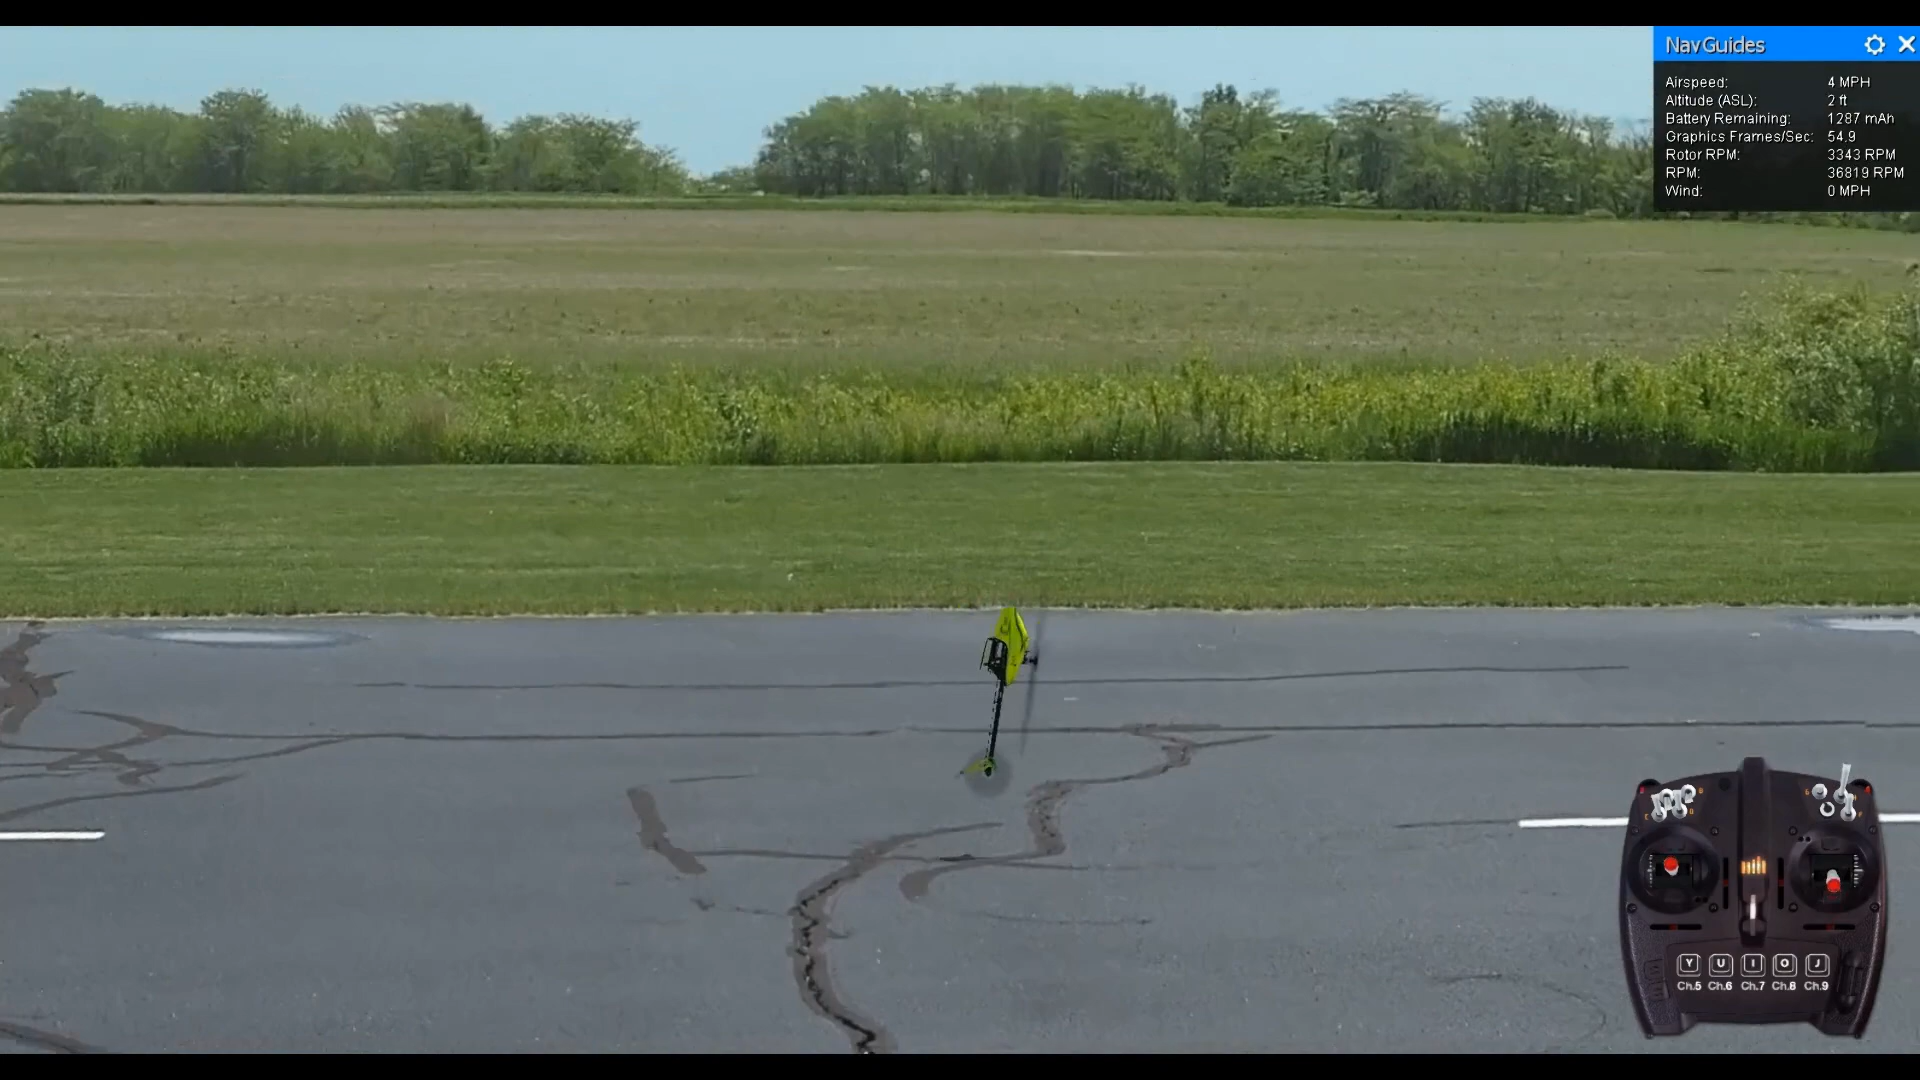 NavGuides
Airspeed: 4 MPH
Altitude (ASL): 2 ft
Battery Remaining: 1287 mAh
Graphics Frames/Sec: 54.9
Rotor RPM: 3343 RPM
RPM: 36819 RPM
Wind: 0 MPH
Y U I O J
Ch.5 Ch.6 Ch.7 Ch.8 Ch.9